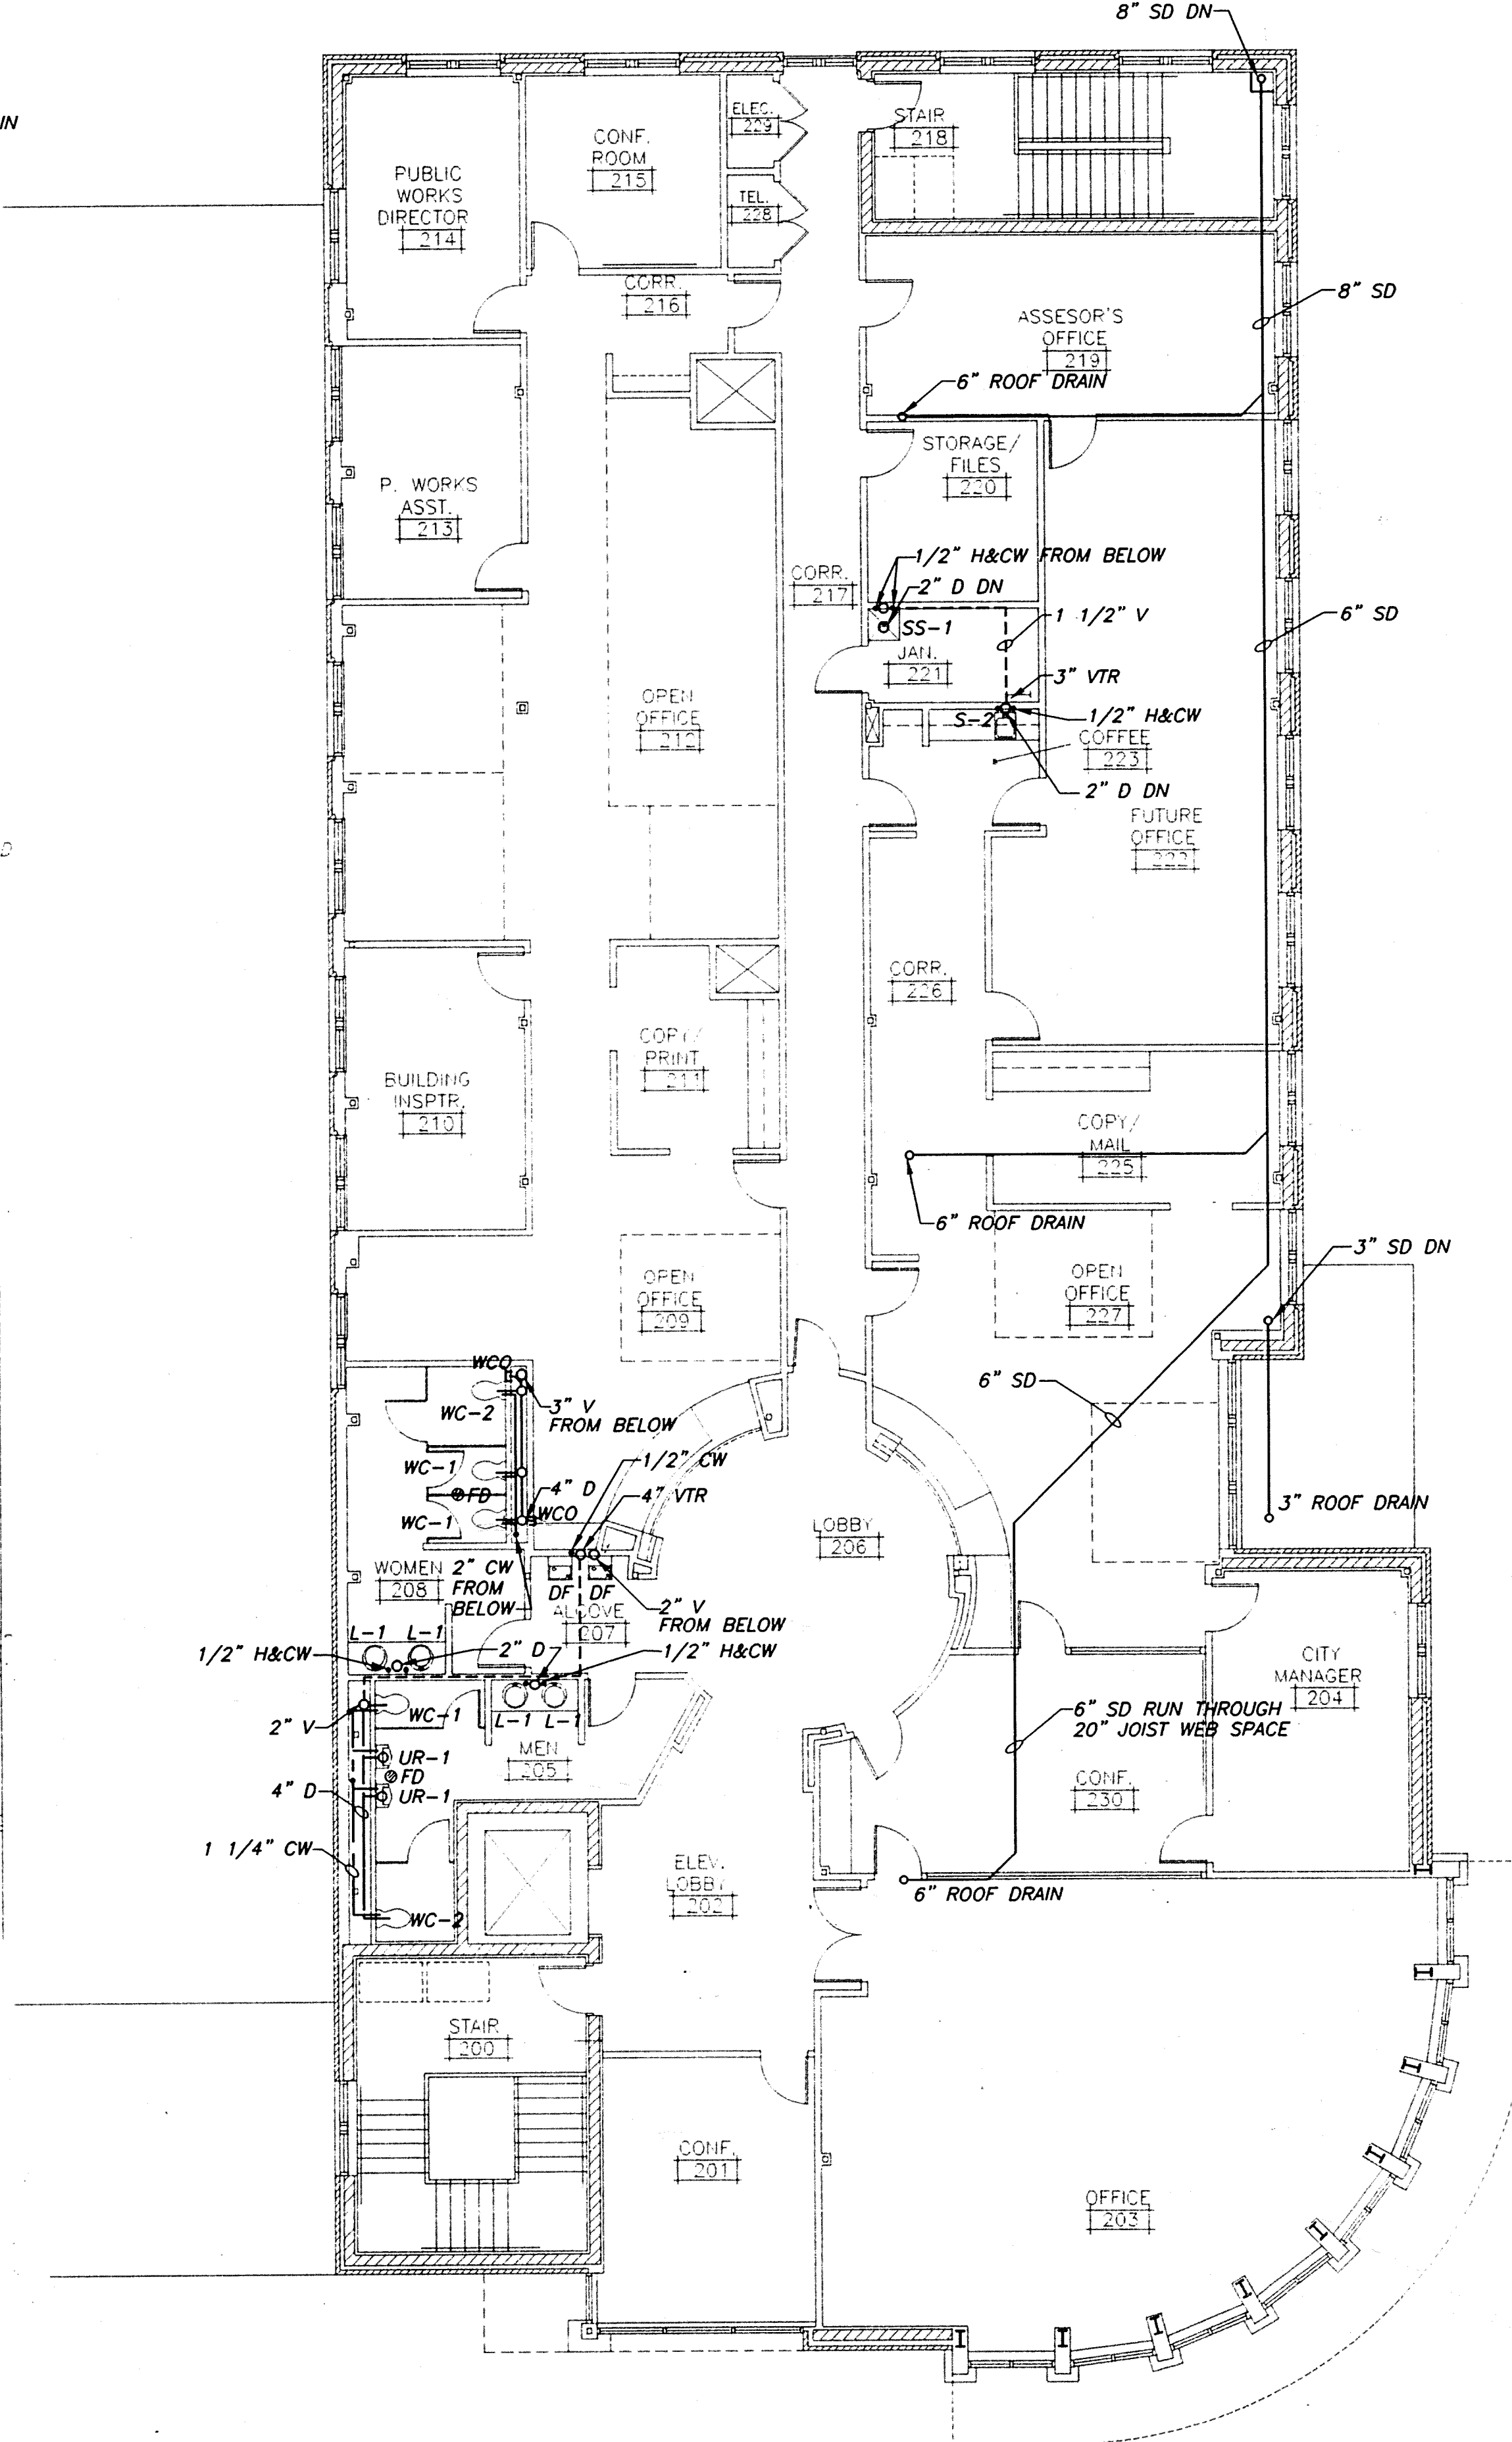 8" SD DN
IN
ELEC.
229
STAIR
218
CONF.
ROOM
215
PUBLIC
WORKS
DIRECTOR
214
TEL.
228
CORR.
216
8" SD
ASSESOR'S
OFFICE
219
6" ROOF DRAIN
STORAGE/
FILES
220
P. WORKS
ASST.
213
1/2" H&CW FROM BELOW
CORR.
217
2" D DN
SS-1
1 1/2" V
6" SD
JAN.
221
3" VTR
OPEN
OFFICE
212
S-2
1/2" H&CW
COFFEE
223
2" D DN
FUTURE
OFFICE
222
D
CORR.
226
COPY/
PRINT
211
BUILDING
INSPTR.
210
COPY/
MAIL
225
6" ROOF DRAIN
3" SD DN
OPEN
OFFICE
209
OPEN
OFFICE
227
WCO
6" SD
WC-2
3" V
FROM BELOW
WC-1
1/2" CW
FD
4" D
4" VTR
WC-1
WCO
3" ROOF DRAIN
LOBBY
206
WOMEN
208
2" CW
FROM
BELOW
DF
DF
ALCOVE
207
2" V
FROM BELOW
L-1
L-1
1/2" H&CW
2" D
1/2" H&CW
CITY
MANAGER
204
2" V
WC-1
L-1
L-1
6" SD RUN THROUGH
20" JOIST WEB SPACE
MEN
205
UR-1
FD
UR-1
4" D
CONF.
230
1 1/4" CW
ELEV.
LOBBY
202
6" ROOF DRAIN
WC-2
STAIR
200
CONF.
201
OFFICE
203